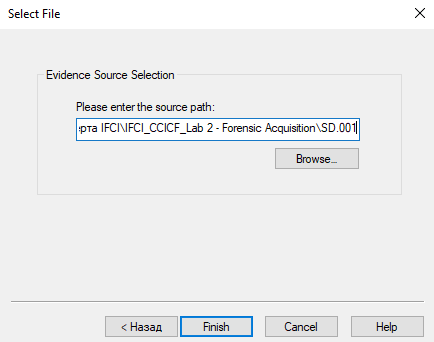 Select File
Evidence Source Selection
Please enter the source path:
ерта IFCI\IFCI_CCICF_Lab 2 - Forensic Acquisition\SD.001
Browse...
< Назад
Finish
Cancel
Help